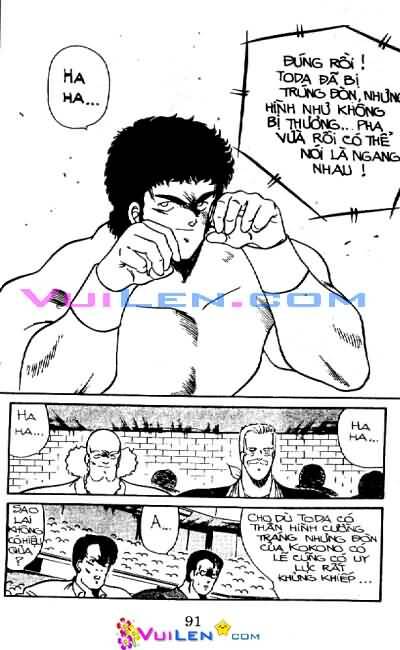 HA
HA...
ĐÚNG RỒI!
TODA ĐÃ BỊ
TRÚNG ĐÒN, NHƯNG
HÌNH NHƯ KHÔNG
BỊ THƯƠNG... PHA
VỪA RỒI CÓ THỂ
NÓI LÀ NGANG
NHAU!
VUILEN.COM
HA
HA...
HA
HA...
SAO
LẠI
KHÔNG
CÓ HIỆU
QUẢ?
A...
CHO DÙ TODA CÓ
THÂN HÌNH CƯỜNG
TRÁNG NHƯNG ĐÒN
CỦA KOKONO CÓ
LẼ CŨNG CÓ UY
LỰC RẤT
KHỦNG KHIẾP...
91
VUILEN.COM